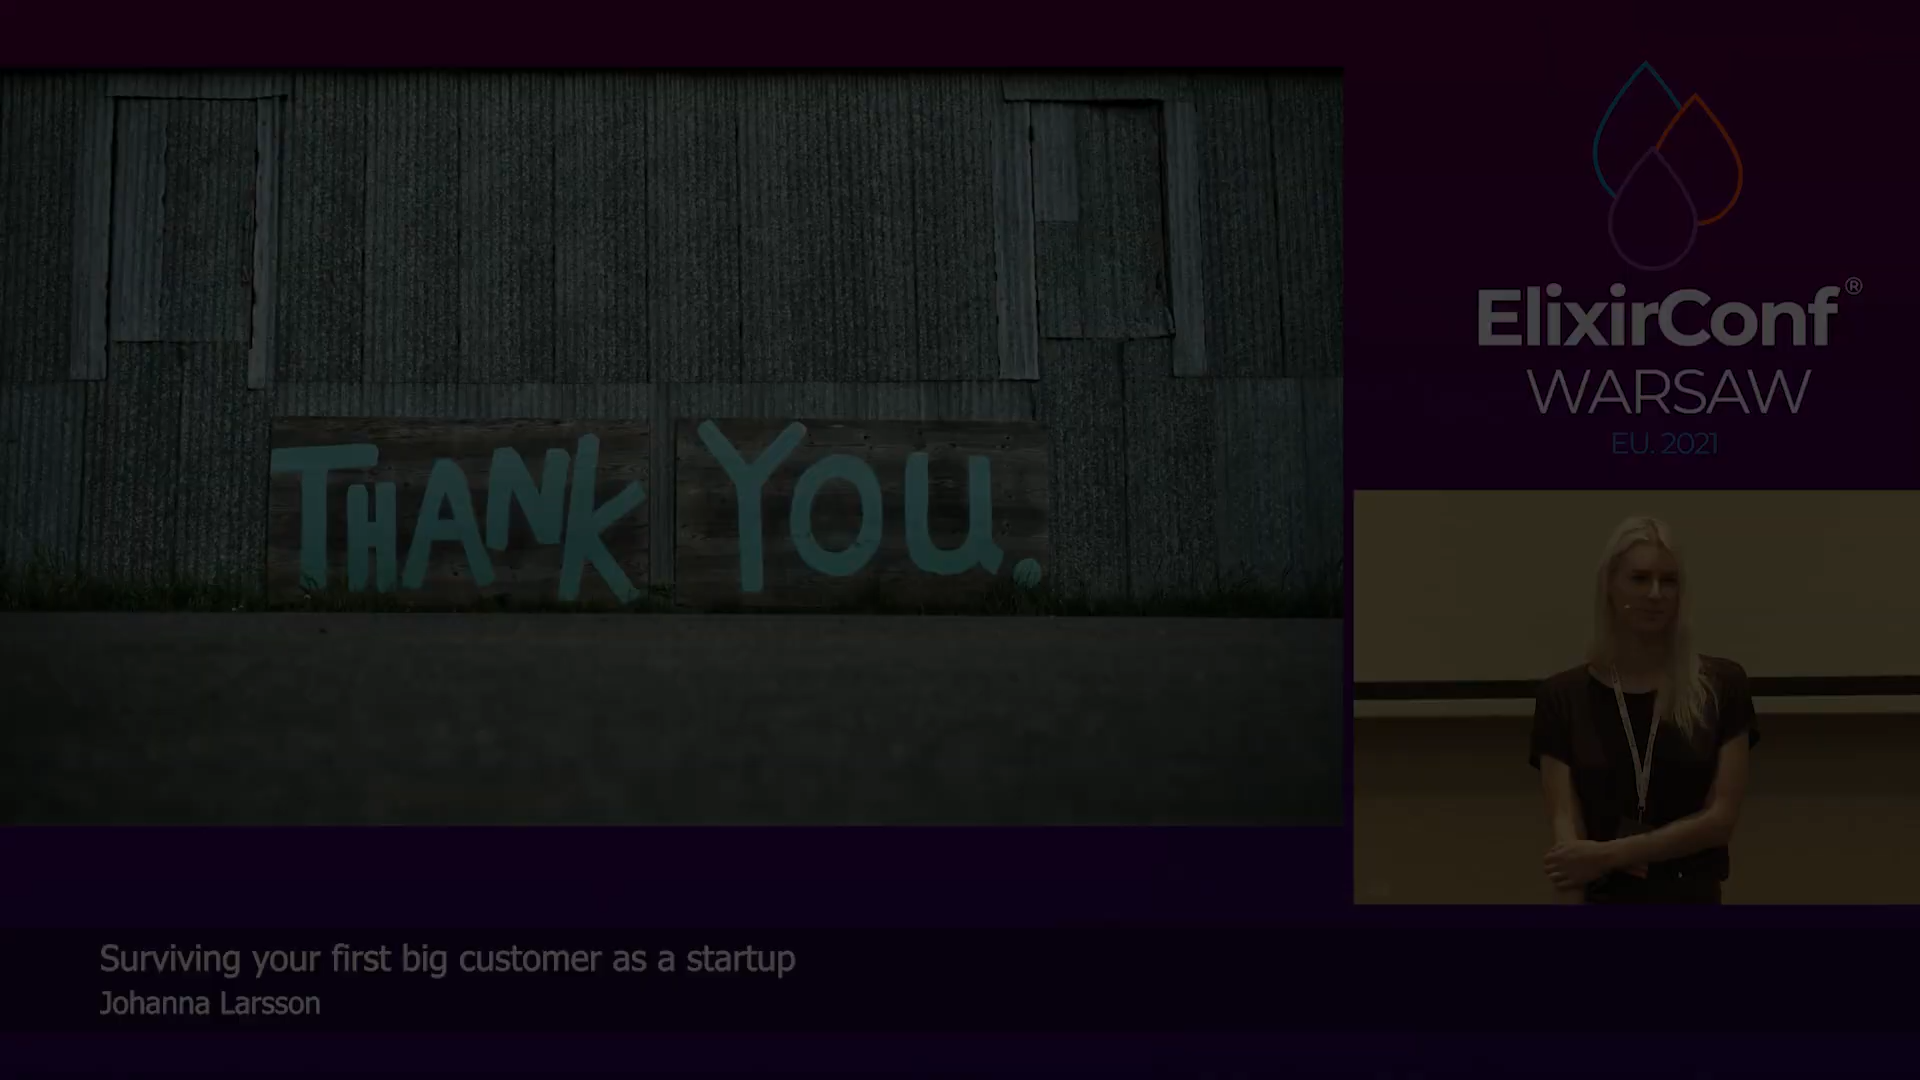 THANK YOU.
ElixirConf®
WARSAW
EU. 2021
Surviving your first big customer as a startup
Johanna Larsson